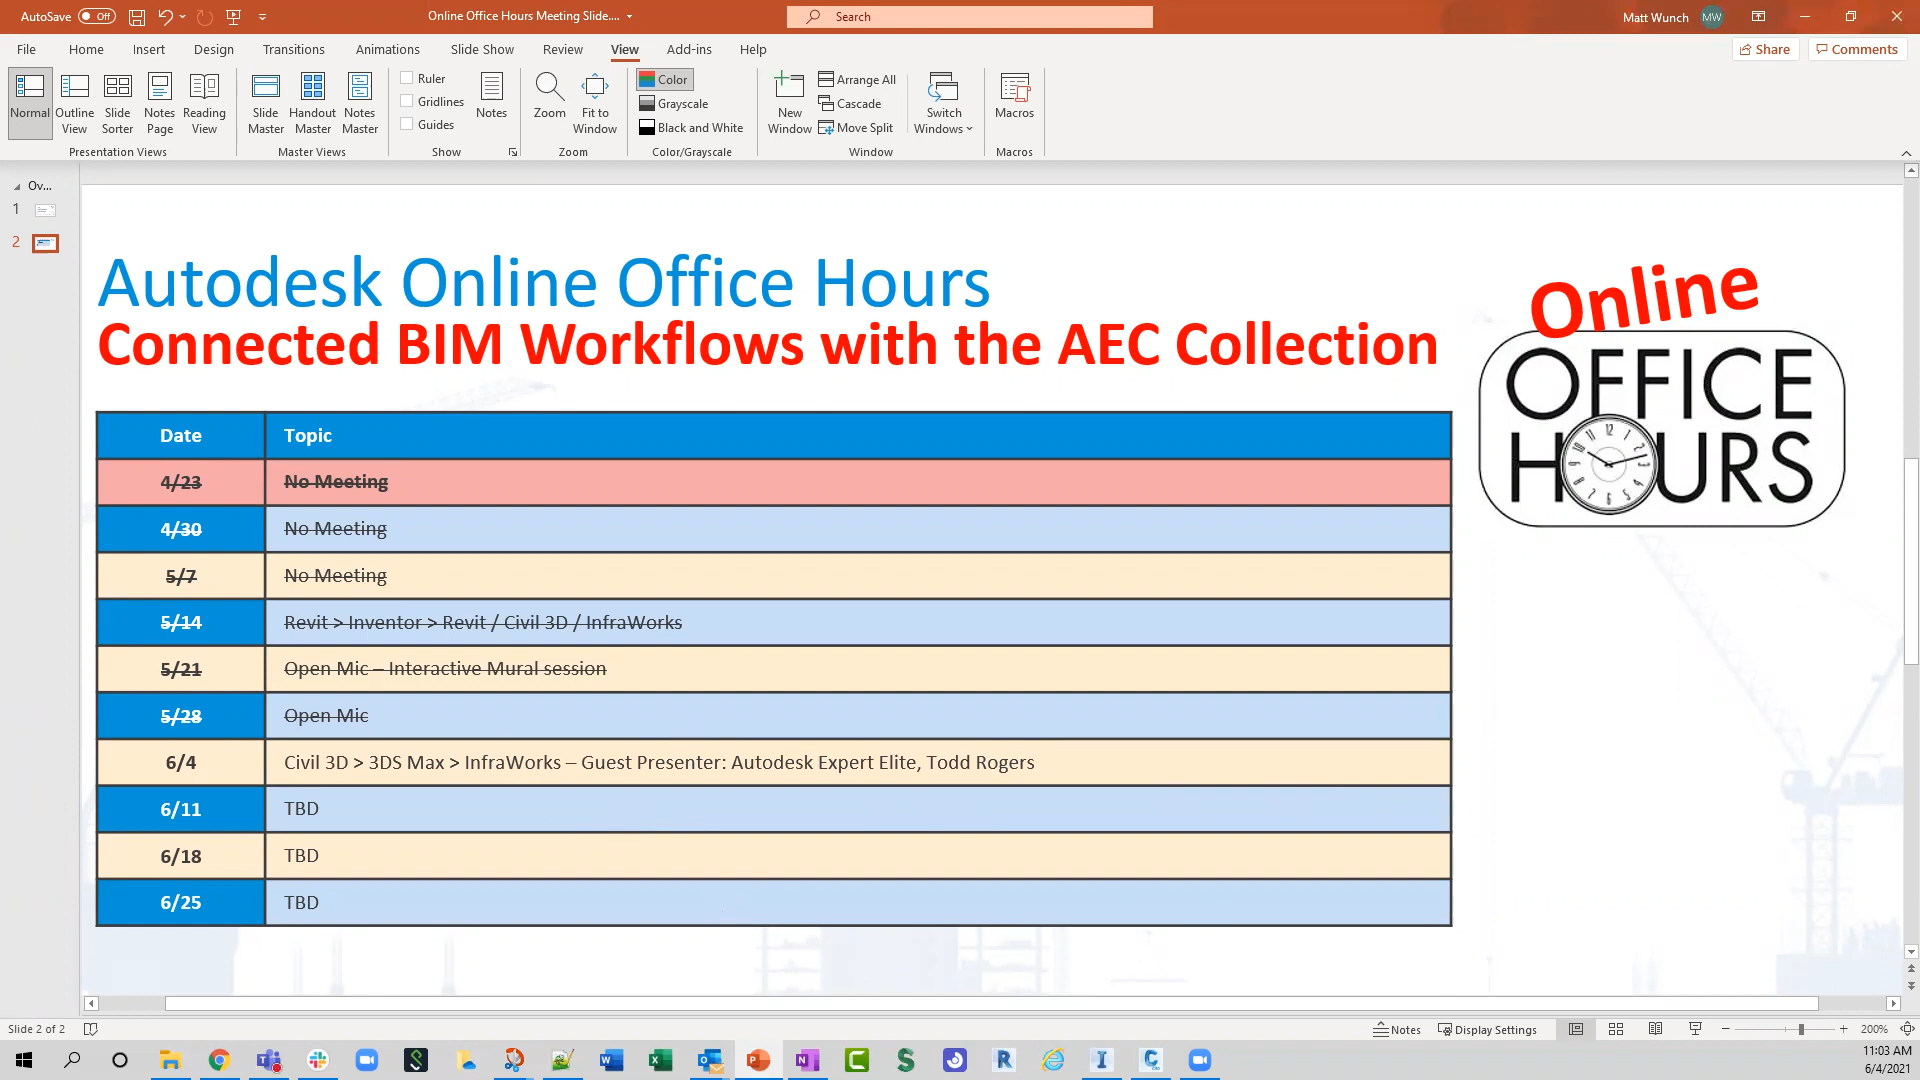 AutoSave Off
Online Office Hours Meeting Slide....
Search
Matt Wunch MW
File Home Insert Design Transitions Animations Slide Show Review View Add-ins Help
Share Comments
Normal
Outline View
Slide Sorter
Notes Page
Reading View
Presentation Views
Slide Master
Handout Master
Notes Master
Master Views
Ruler
Gridlines
Guides
Notes
Show
Zoom
Fit to Window
Zoom
Color
Grayscale
Black and White
Color/Grayscale
New Window
Arrange All
Cascade
Move Split
Switch Windows
Window
Macros
Macros
Ov...
1
2
Autodesk Online Office Hours
Connected BIM Workflows with the AEC Collection
Online
OFFICE
HOURS
Date Topic
4/23 No Meeting
4/30 No Meeting
5/7 No Meeting
5/14 Revit > Inventor > Revit / Civil 3D / InfraWorks
5/21 Open Mic – Interactive Mural session
5/28 Open Mic
6/4 Civil 3D > 3DS Max > InfraWorks – Guest Presenter: Autodesk Expert Elite, Todd Rogers
6/11 TBD
6/18 TBD
6/25 TBD
Slide 2 of 2
Notes Display Settings 200%
11:03 AM
6/4/2021